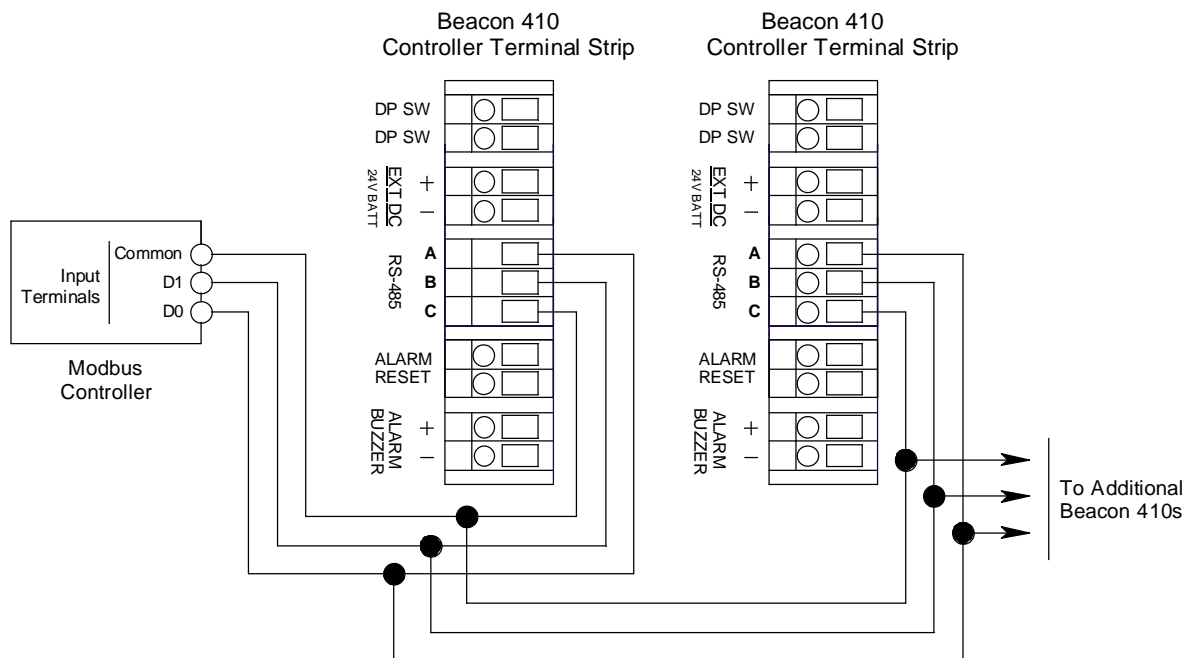 Beacon 410
Controller Terminal Strip
Beacon 410
Controller Terminal Strip
DP SW
DP SW
EXT DC
24V BATT
+
−
RS-485
A
B
C
ALARM
RESET
ALARM
BUZZER
+
−
DP SW
DP SW
EXT DC
24V BATT
+
−
RS-485
A
B
C
ALARM
RESET
ALARM
BUZZER
+
−
Input
Terminals
Common
D1
D0
Modbus
Controller
To Additional
Beacon 410s